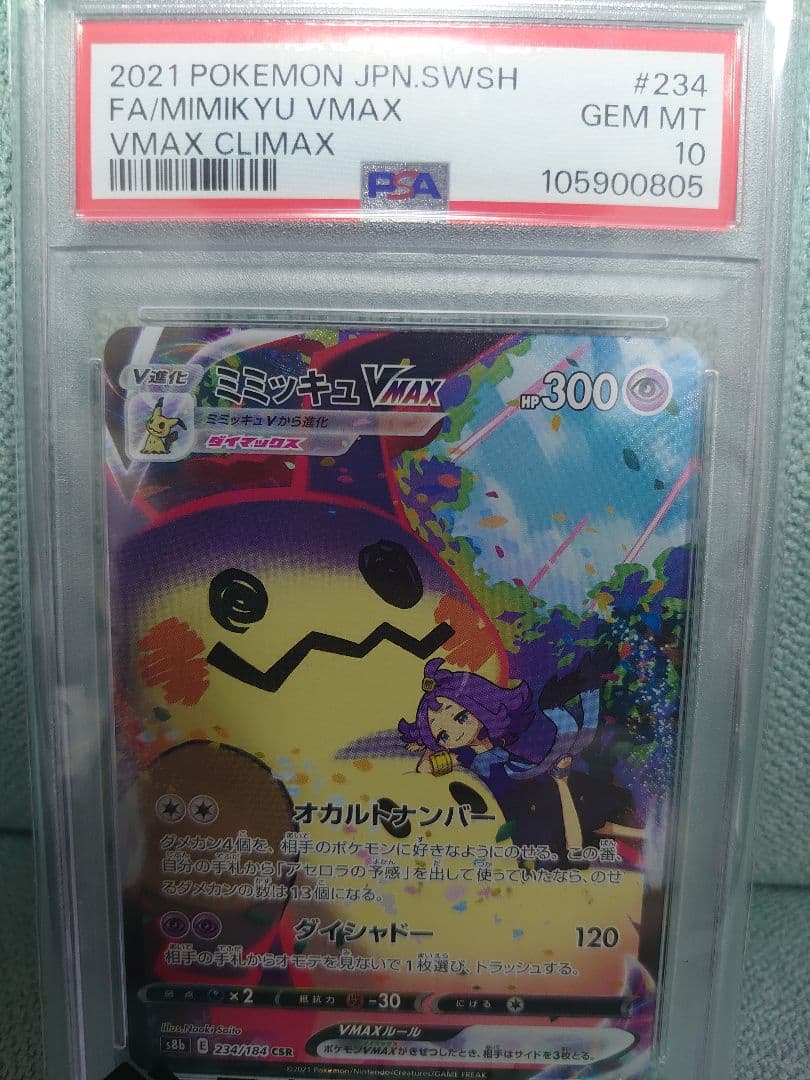 2021 POKEMON JPN.SWSH #234
FA/MIMIKYU VMAX GEM MT
VMAX CLIMAX 10
PSA 105900805
V進化 ミミッキュVMAX HP300
ミミッキュVから進化
ダイマックス
オカルトナンバー
ダメカン4個を、相手のポケモンに好きなようにのせる。この番、
自分の手札から「アセロラの予感」を出して使っていたなら、のせ
るダメカンの数は13個になる。
ダイシャドー 120
相手の手札からオモテを見ないで1枚選び、トラッシュする。
弱点 ×2 抵抗力 -30 にげる
Illus.Naoki Saito
s8b E 234/184 CSR
VMAXルール
ポケモンVMAXがきぜつしたとき、相手はサイドを3枚とる。
©2021 Pokémon/Nintendo/Creatures/GAME FREAK